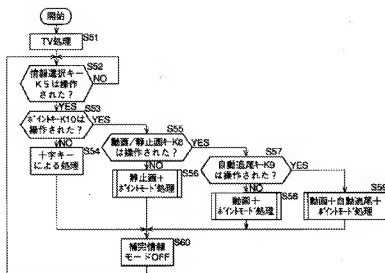 開始
TV処理
S51
S52
情報選択キー
K5は操作
された?
NO
YES
S53
ポイントキーK10は
操作された?
YES
NO
S54
十字キー
による処理
S55
動画/静止画キーK8
は操作された?
YES
NO
S56
静止画+
ポイントモード処理
S57
自動追尾キーK9
は操作された?
YES
NO
S58
動画+
ポイントモード処理
S59
動画+自動追尾+
ポイントモード処理
S60
補完情報
モードOFF